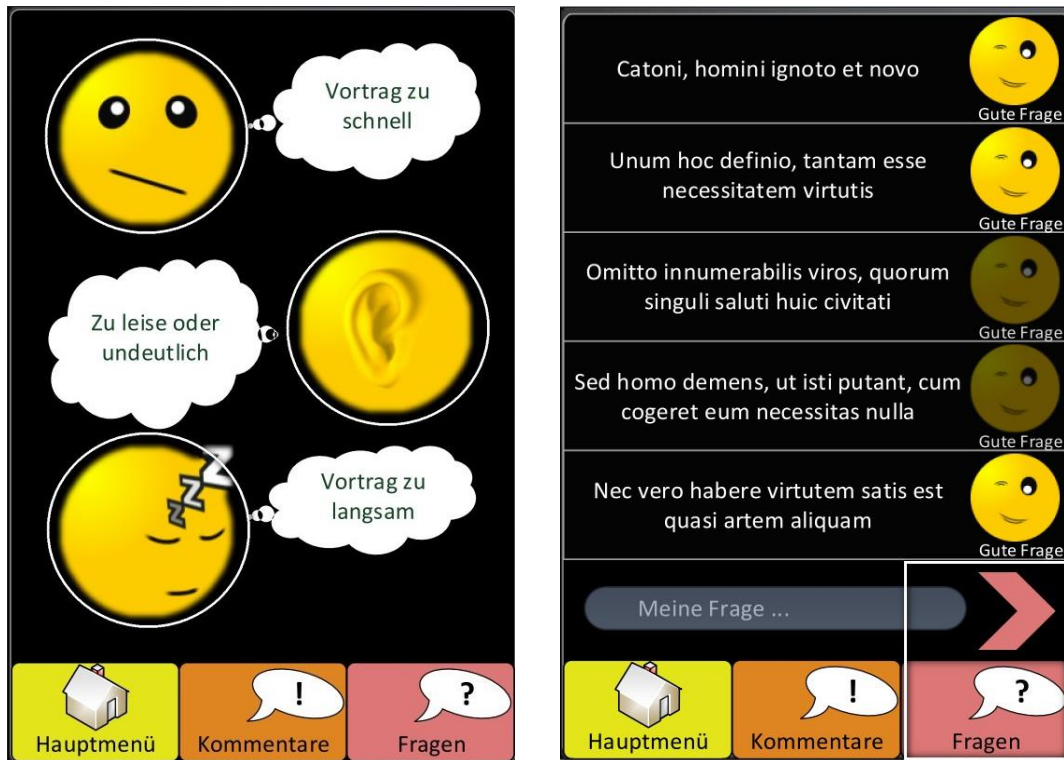 Vortrag zu
schnell
Zu leise oder
undeutlich
zzz
Vortrag zu
langsam
!
?
Hauptmenü
Kommentare
Fragen
Catoni, homini ignoto et novo
Gute Frage
Unum hoc definio, tantam esse
necessitatem virtutis
Gute Frage
Omitto innumerabilis viros, quorum
singuli saluti huic civitati
Gute Frage
Sed homo demens, ut isti putant, cum
cogeret eum necessitas nulla
Gute Frage
Nec vero habere virtutem satis est
quasi artem aliquam
Gute Frage
Meine Frage ...
!
?
Hauptmenü
Kommentare
Fragen